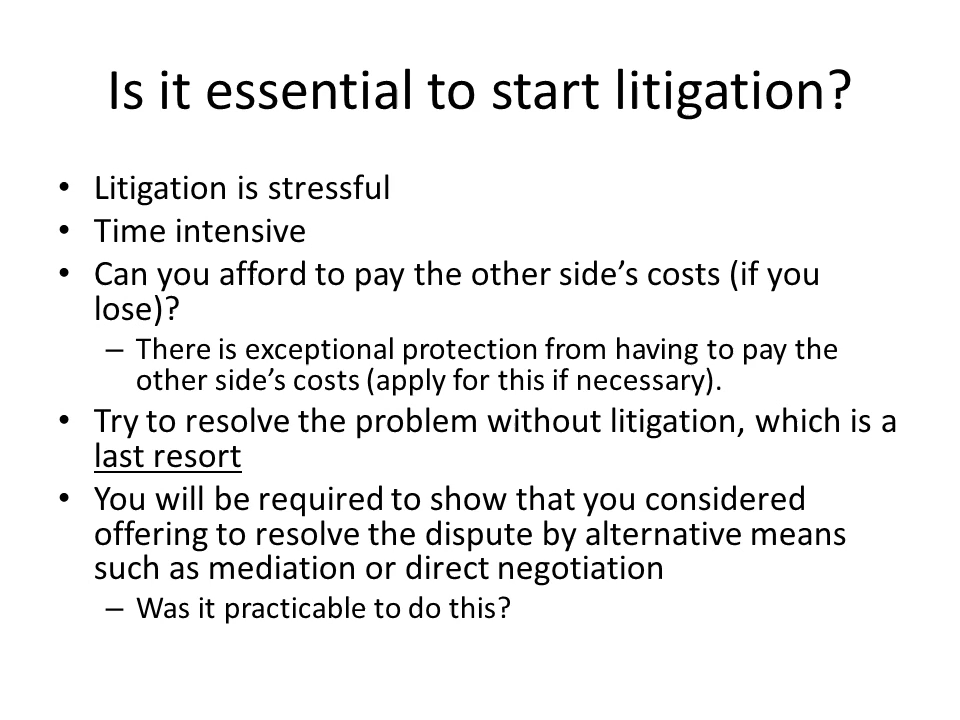 Is it essential to start litigation?
• Litigation is stressful
• Time intensive
• Can you afford to pay the other side’s costs (if you
lose)?
– There is exceptional protection from having to pay the
other side’s costs (apply for this if necessary).
• Try to resolve the problem without litigation, which is a
last resort
• You will be required to show that you considered
offering to resolve the dispute by alternative means
such as mediation or direct negotiation
– Was it practicable to do this?